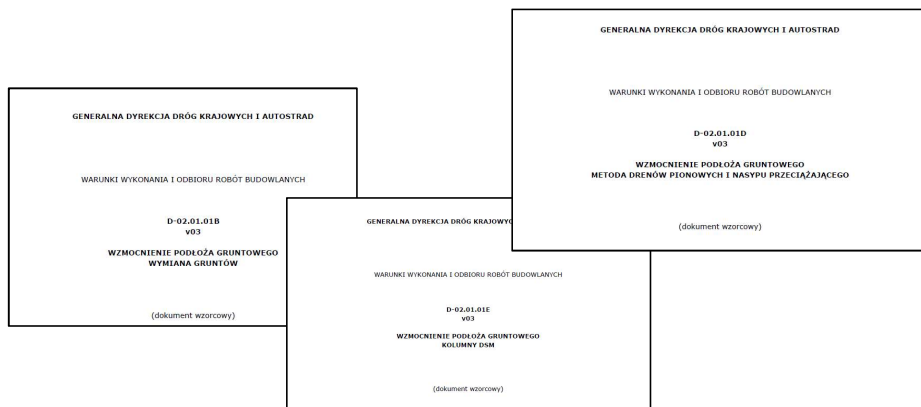 GENERALNA DYREKCJA DRÓG KRAJOWYCH I AUTOSTRAD
WARUNKI WYKONANIA I ODBIORU ROBÓT BUDOWLANYCH
D-02.01.01B
v03
WZMOCNIENIE PODŁOŻA GRUNTOWEGO
WYMIANA GRUNTÓW
(dokument wzorcowy)
GENERALNA DYREKCJA DRÓG
WARUNKI WYKONANIA I ODBIORU ROBÓT BUDOWLANYCH
D-02.01.01E
v03
WZMOCNIENIE PODŁOŻA GRUNTOWEGO
KOLUMNY DSM
(dokument wzorcowy)
GENERALNA DYREKCJA DRÓG KRAJOWYCH I AUTOSTRAD
WARUNKI WYKONANIA I ODBIORU ROBÓT BUDOWLANYCH
D-02.01.01D
v03
WZMOCNIENIE PODŁOŻA GRUNTOWEGO
METODA DRENÓW PIONOWYCH I NASYPU PRZECIĄŻAJĄCEGO
(dokument wzorcowy)